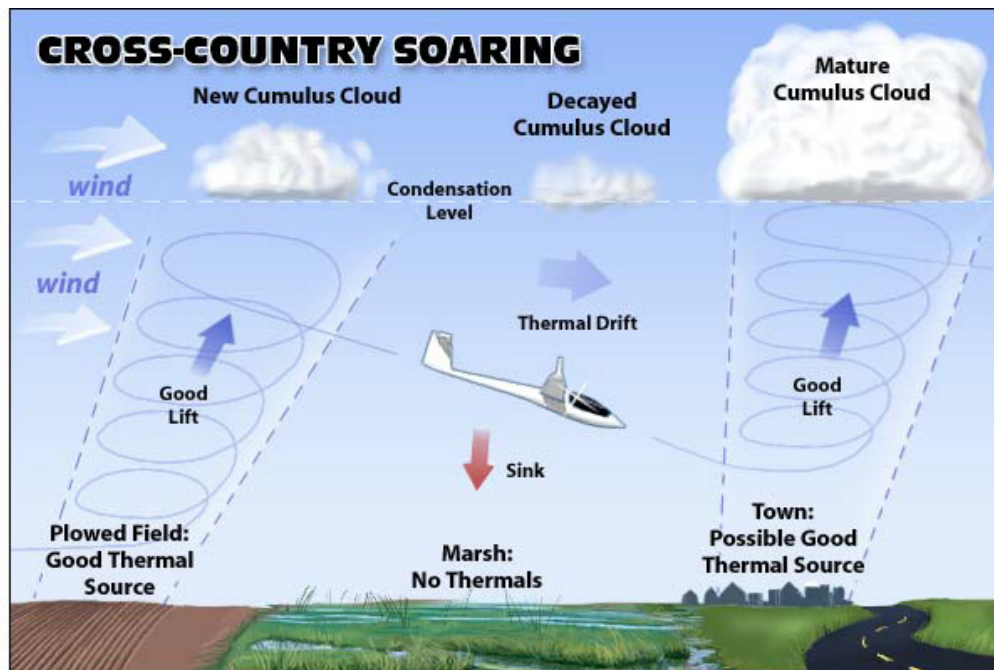 CROSS-COUNTRY SOARING
New Cumulus Cloud
Decayed
Cumulus Cloud
Mature
Cumulus Cloud
wind
Condensation
Level
wind
Thermal Drift
Good
Lift
Good
Lift
Sink
Plowed Field:
Good Thermal
Source
Marsh:
No Thermals
Town:
Possible Good
Thermal Source